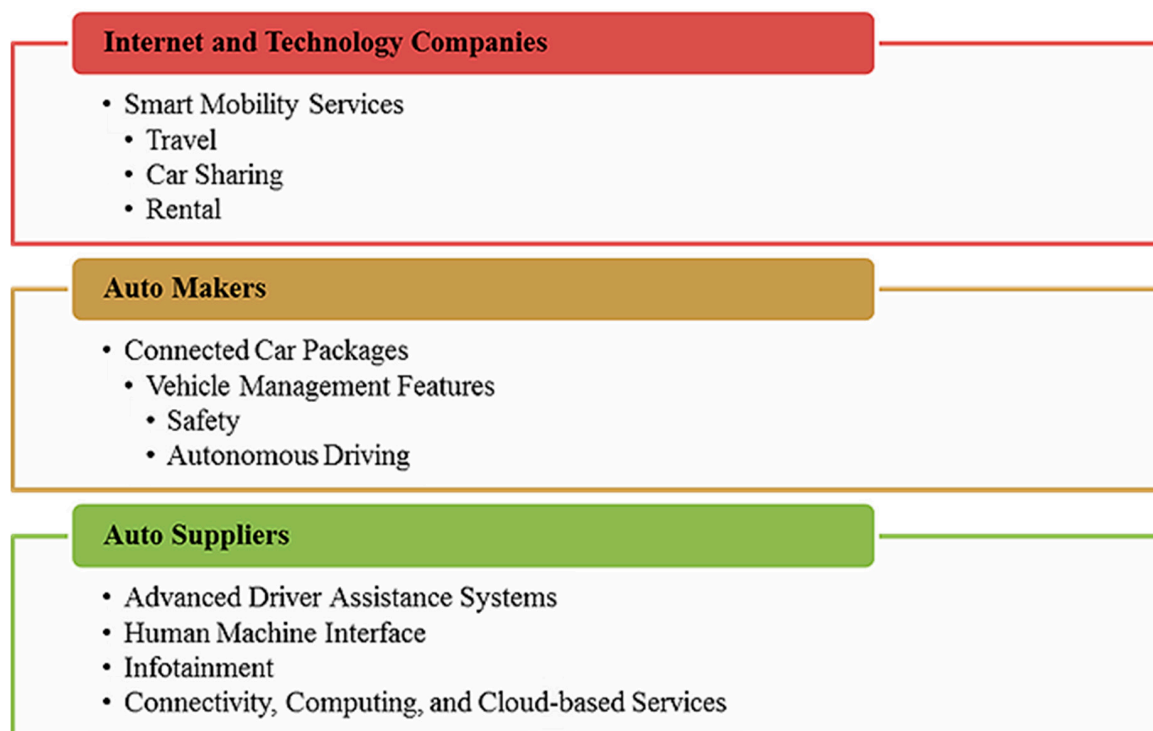 Internet and Technology Companies
• Smart Mobility Services
• Travel
• Car Sharing
• Rental
Auto Makers
• Connected Car Packages
• Vehicle Management Features
• Safety
• Autonomous Driving
Auto Suppliers
• Advanced Driver Assistance Systems
• Human Machine Interface
• Infotainment
• Connectivity, Computing, and Cloud-based Services